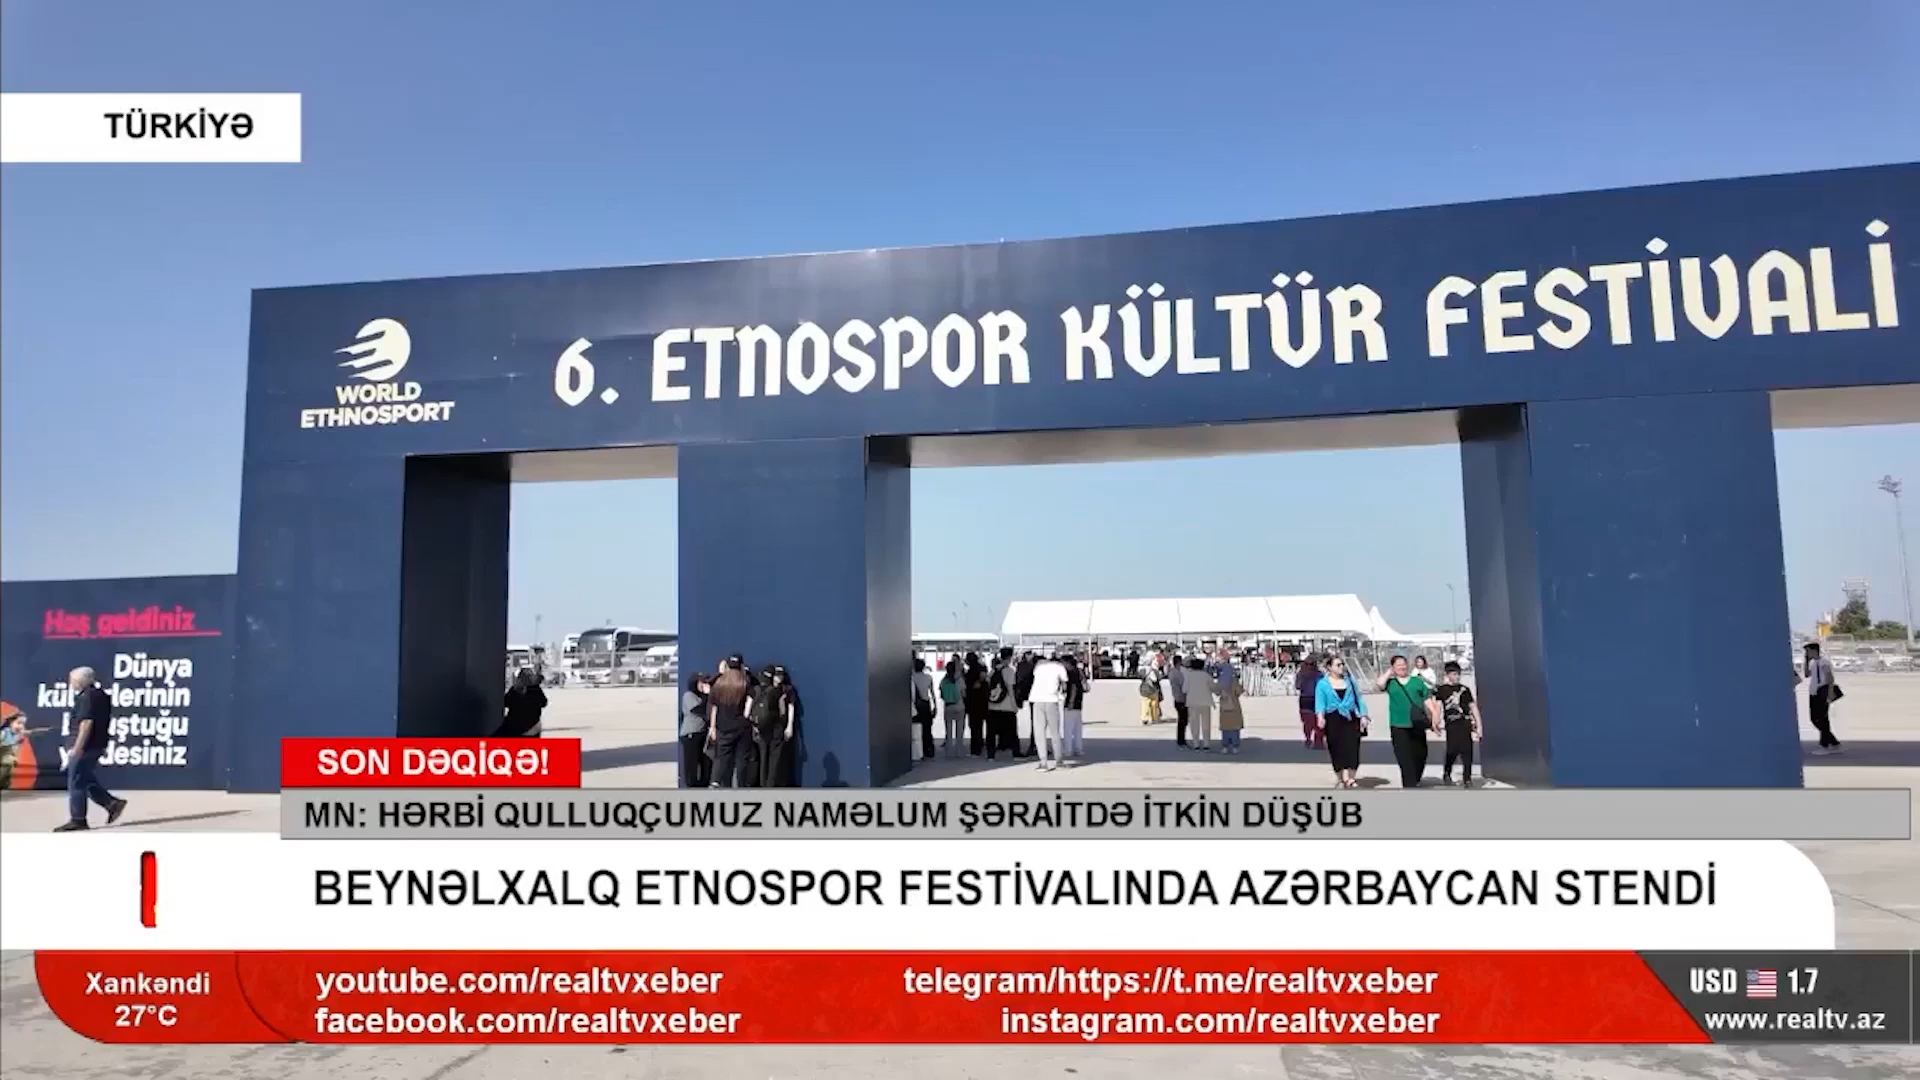 TÜRKİYƏ
6. ETNOSPOR KÜLTÜR FESTİVALİ
WORLD
ETHNOSPORT
Hoş geldiniz
Dünya
SON DƏQİQƏ!
MN: HƏRBİ QULLUQÇUMUZ NAMƏLUM ŞƏRAİTDƏ İTKİN DÜŞÜB
BEYNƏLXALQ ETNOSPOR FESTİVALINDA AZƏRBAYCAN STENDİ
Xankəndi
27°C
youtube.com/realtvxeber
facebook.com/realtvxeber
telegram/https://t.me/realtvxeber
instagram.com/realtvxeber
USD 1.7
www.realtv.az